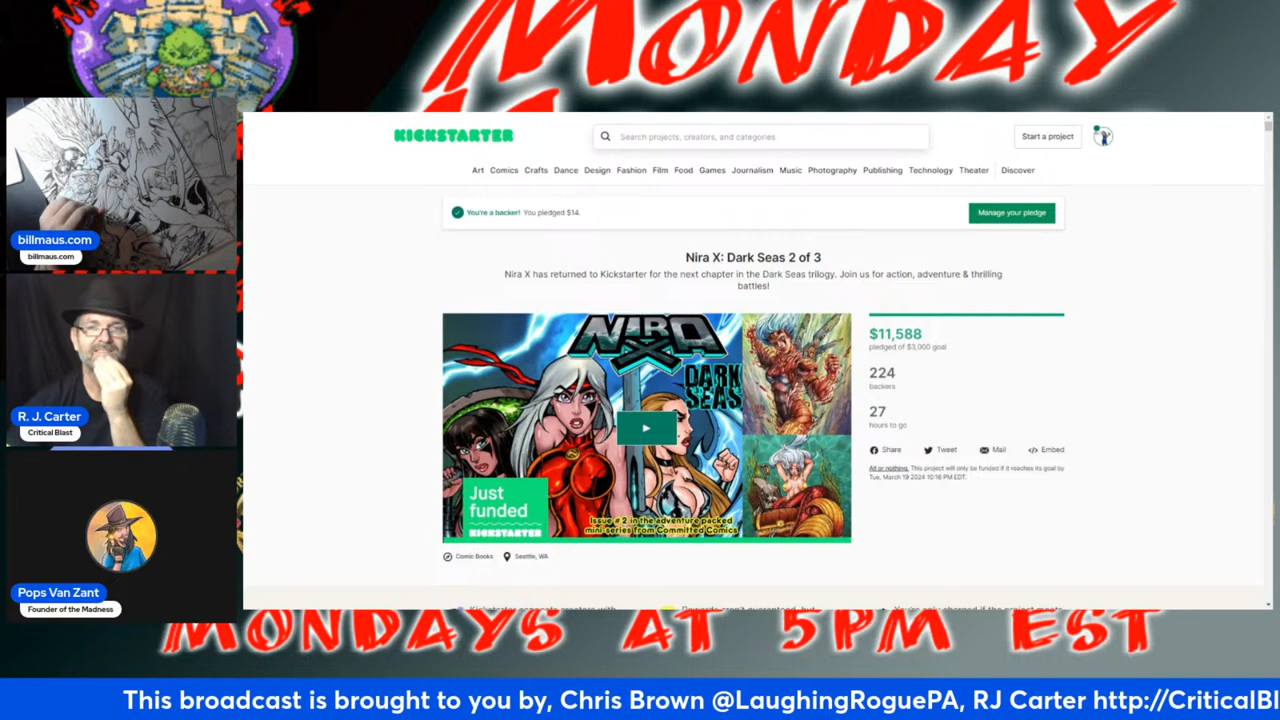 MONDAY
billmaus.com
billmaus.com
R. J. Carter
Critical Blast
Pops Van Zant
Founder of the Madness
KICKSTARTER
Search projects, creators, and categories
Start a project
Art Comics Crafts Dance Design Fashion Film Food Games Journalism Music Photography Publishing Technology Theater Discover
You're a backer! You pledged $14.
Manage your pledge
Nira X: Dark Seas 2 of 3
Nira X has returned to Kickstarter for the next chapter in the Dark Seas trilogy. Join us for action, adventure & thrilling
battles!
NIRA
X
DARK
SEAS
Just
funded
KICKSTARTER
Issue #2 in the adventure packed
mini-series from Committed Comics
$11,588
pledged of $3,000 goal
224
backers
27
hours to go
Share Tweet Mail Embed
All or nothing. This project will only be funded if it reaches its goal by
Tue, March 19 2024 10:16 PM EDT.
Comic Books Seattle, WA
MONDAYS AT 5PM EST
This broadcast is brought to you by, Chris Brown @LaughingRoguePA, RJ Carter http://CriticalBl